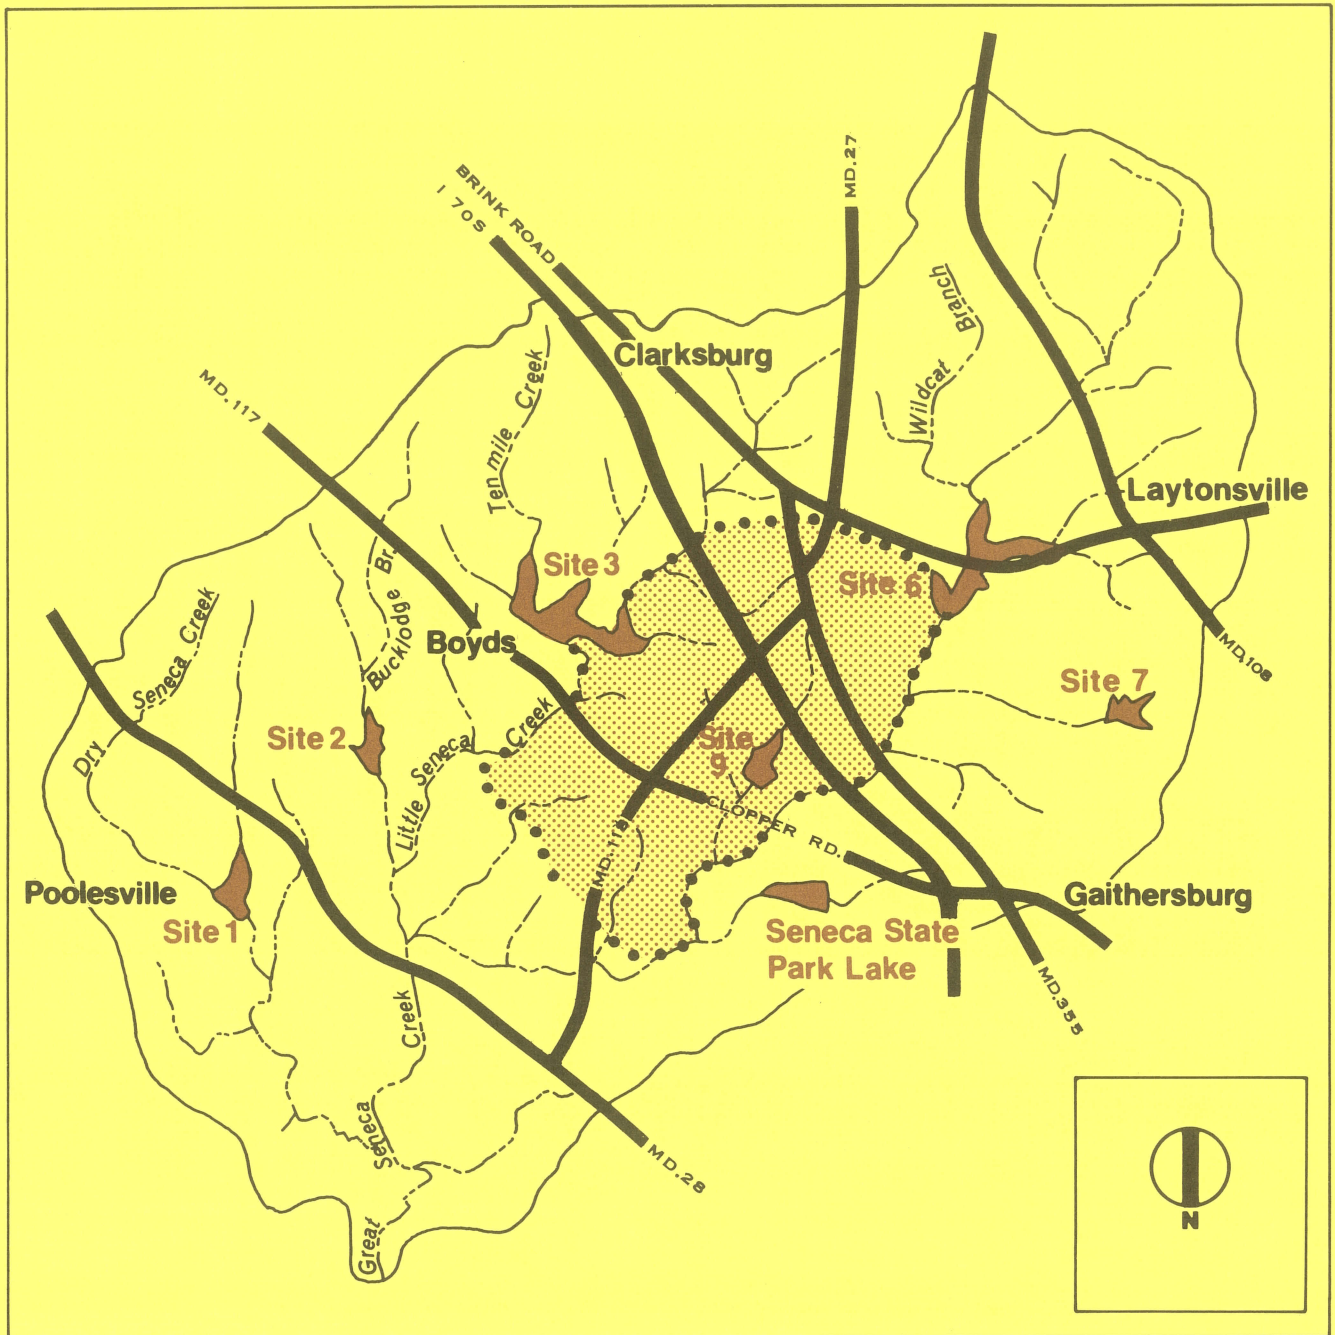 MD. 27
BRINK ROAD
I 70S
Branch
Wildcat
Clarksburg
Ten mile Creek
MD. 117
Laytonsville
Site 3
Site 6
Bucklodge Br.
Seneca Creek
Dry
Boyds
MD. 108
Site 7
Site 2
Creek
Little Seneca
Site
9
CLOPPER RD.
MD. 118
Poolesville
Site 1
Gaithersburg
Seneca State
Park Lake
MD. 355
Creek
Seneca
Great
MD. 28
N